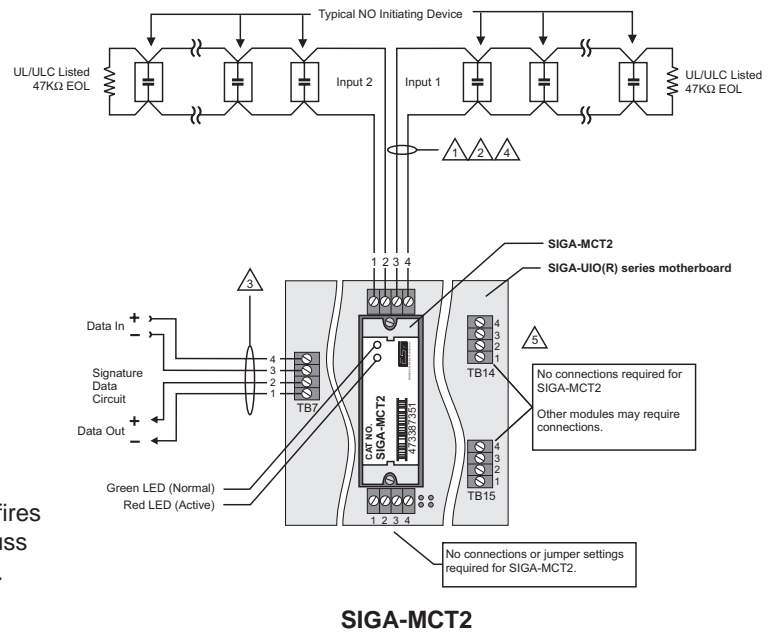 Typical NO Initiating Device
UL/ULC Listed
47KΩ EOL
Input 2
Input 1
UL/ULC Listed
47KΩ EOL
1
2
4
SIGA-MCT2
SIGA-UIO(R) series motherboard
1 2 3 4
3
Data In
+
−
Signature
Data
Circuit
Data Out
+
−
4
3
2
1
TB7
CAT NO.
SIGA-MCT2
473387351
4
3
2
1
TB14
5
No connections required for
SIGA-MCT2
Other modules may require
connections.
4
3
2
1
TB15
Green LED (Normal)
Red LED (Active)
1 2 3 4
No connections or jumper settings
required for SIGA-MCT2.
fires
uss
.
SIGA-MCT2